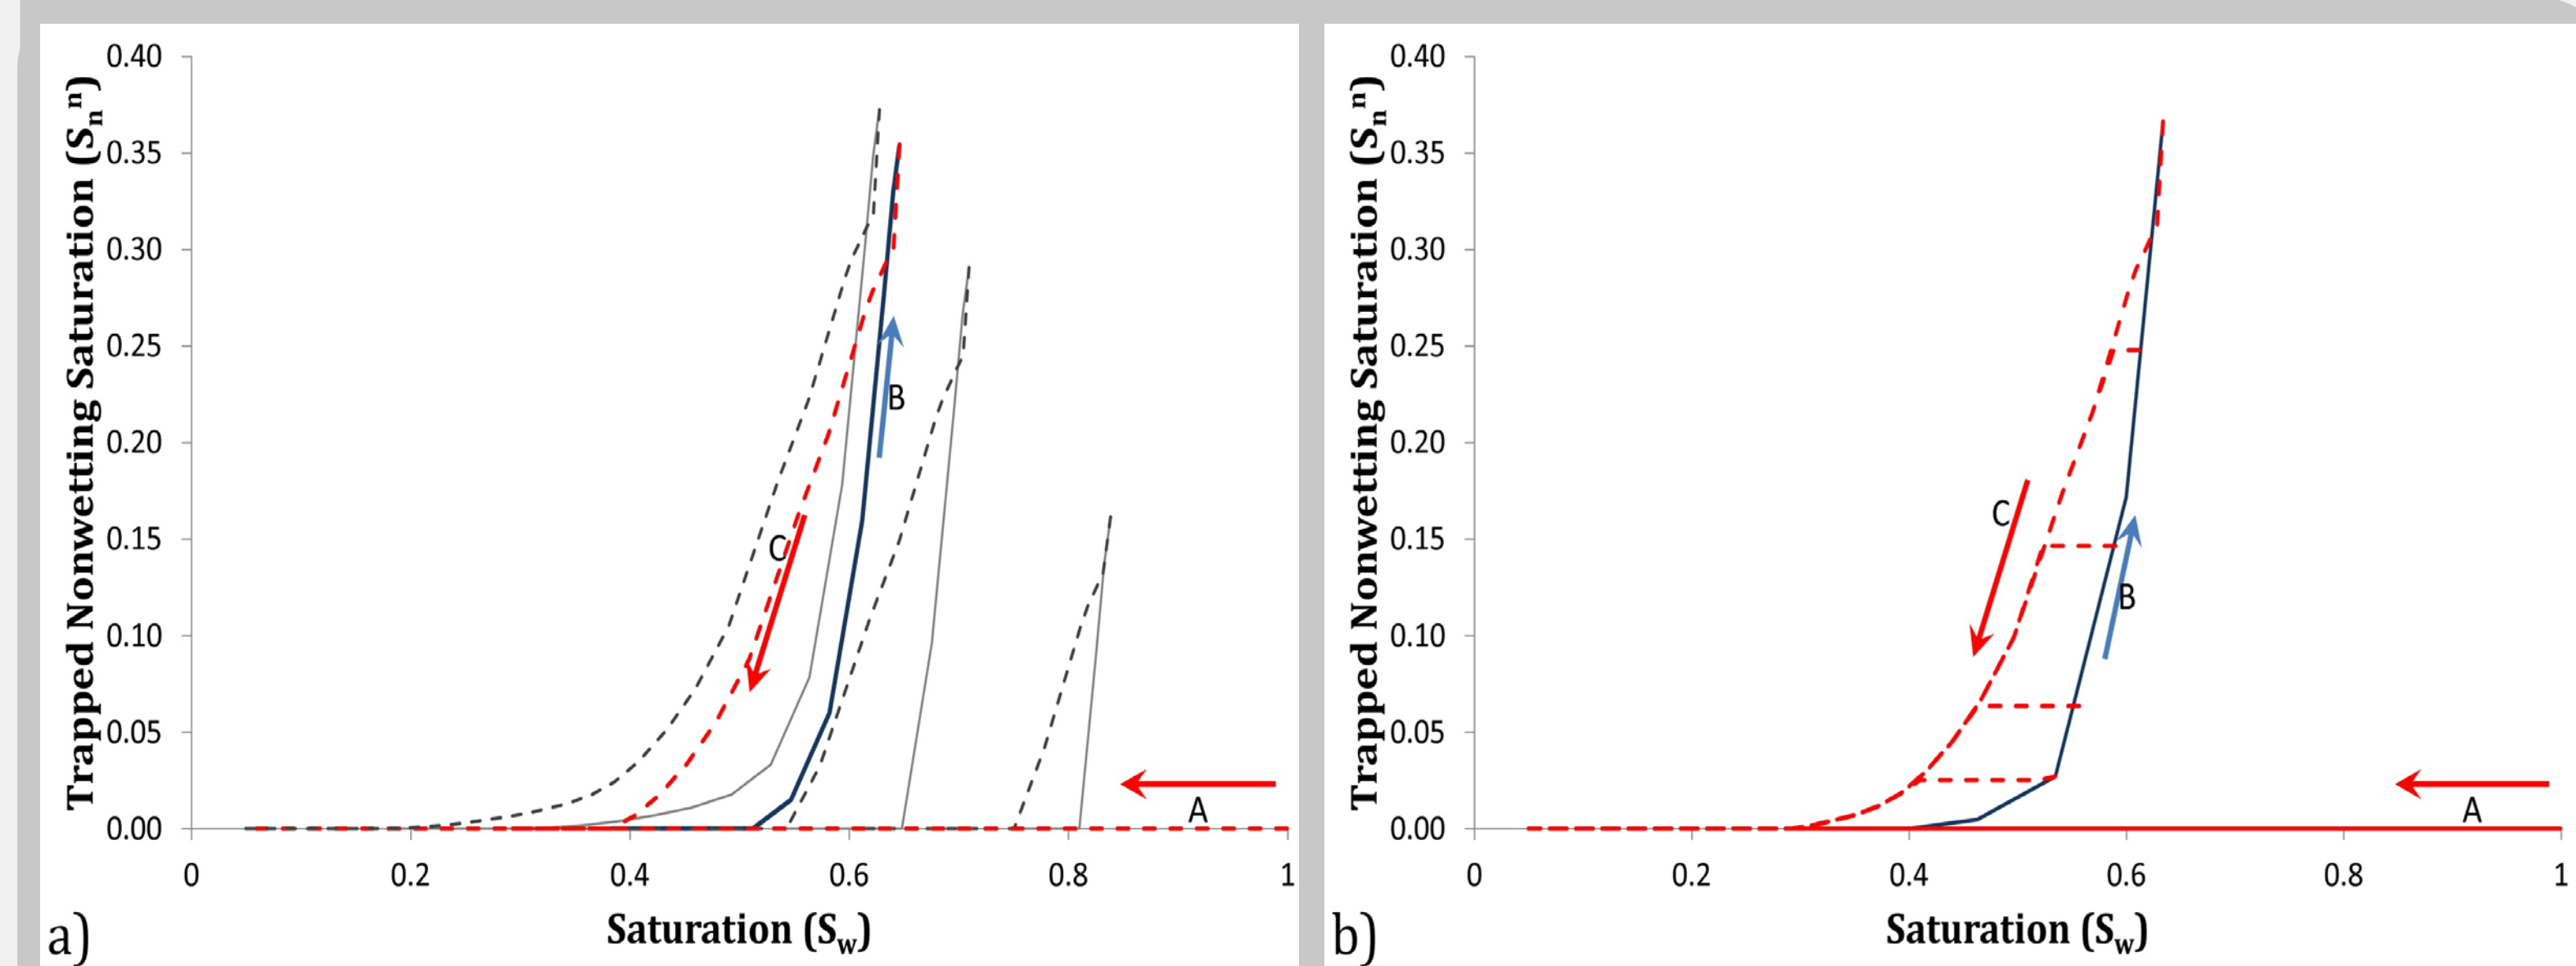 Trapped Nonwetting Saturation (Sₙⁿ)
0.40
0.35
0.30
0.25
0.20
0.15
0.10
0.05
0.00
B
C
A
0 0.2 0.4 0.6 0.8 1
Saturation (S_w)
a)
Trapped Nonwetting Saturation (Sₙⁿ)
0.40
0.35
0.30
0.25
0.20
0.15
0.10
0.05
0.00
C
B
A
0 0.2 0.4 0.6 0.8 1
Saturation (S_w)
b)